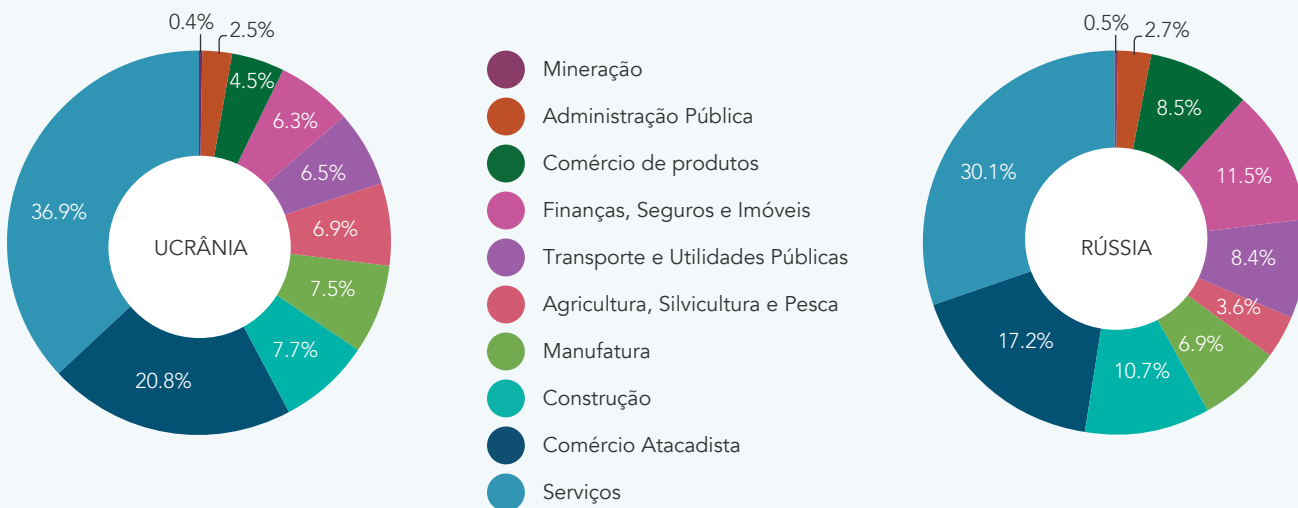 0.4%
2.5%
4.5%
6.3%
6.5%
6.9%
7.5%
7.7%
20.8%
36.9%
UCRÂNIA
Mineração
Administração Pública
Comércio de produtos
Finanças, Seguros e Imóveis
Transporte e Utilidades Públicas
Agricultura, Silvicultura e Pesca
Manufatura
Construção
Comércio Atacadista
Serviços
0.5%
2.7%
8.5%
11.5%
8.4%
3.6%
6.9%
10.7%
17.2%
30.1%
RÚSSIA